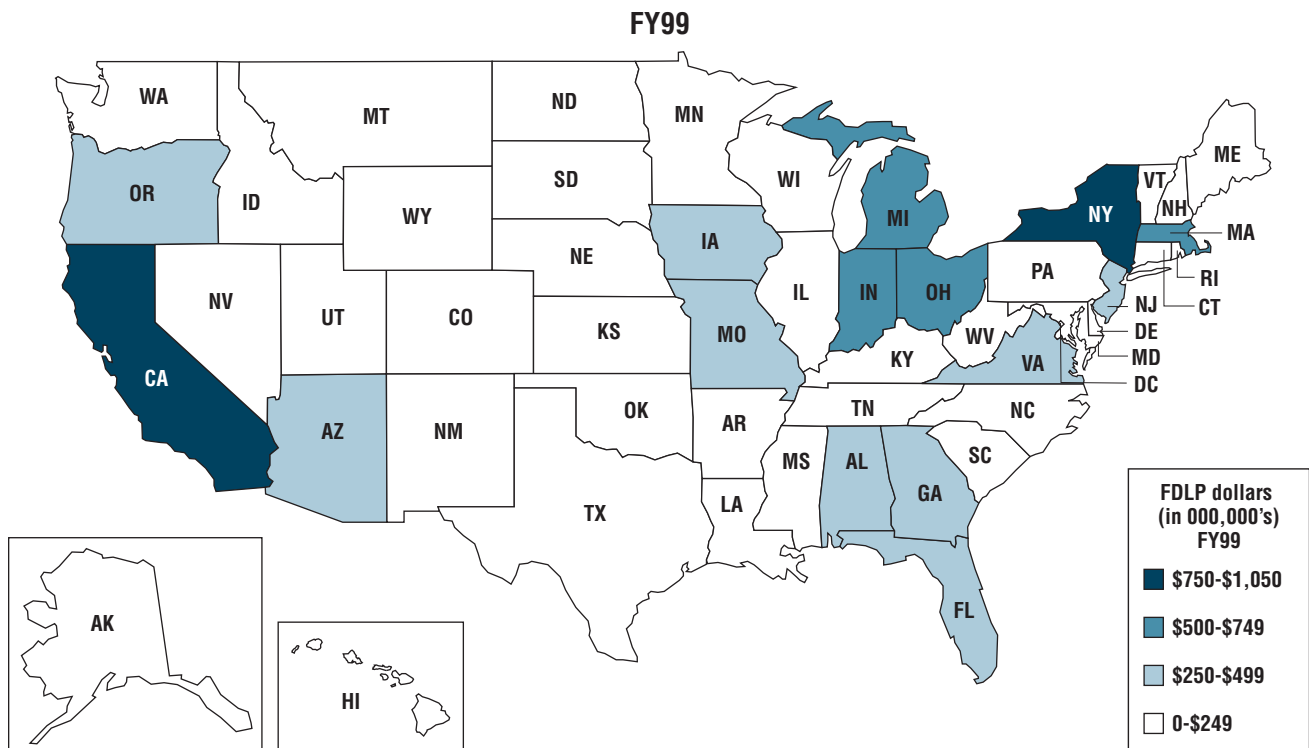 FY99
WA
MT
ND
MN
ME
VT
NH
OR
ID
SD
WI
MI
NY
MA
WY
IA
RI
NE
PA
NV
IL
IN
OH
NJ
CT
UT
CO
DE
KS
MO
WV
VA
MD
KY
CA
DC
TN
NC
OK
AZ
NM
AR
SC
MS
AL
GA
LA
TX
FL
AK
HI
FDLP dollars
(in 000,000's)
FY99
$750-$1,050
$500-$749
$250-$499
0-$249